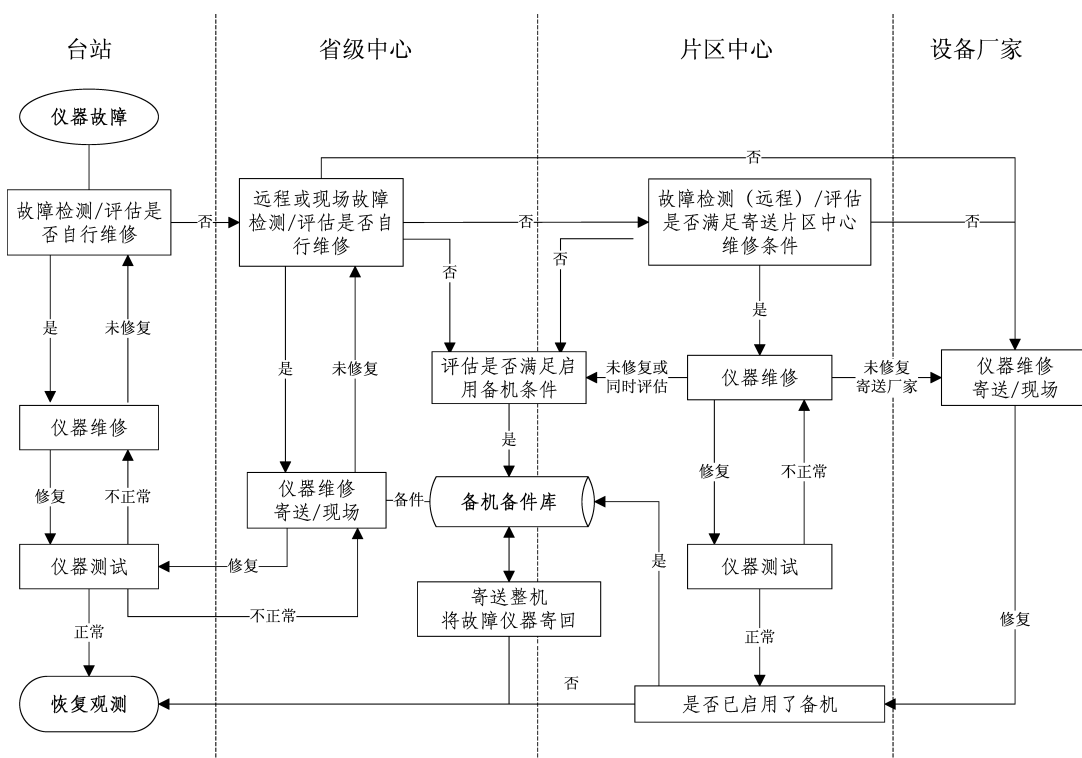 台站
省级中心
片区中心
设备厂家
仪器故障
否
故障检测/评估是
否自行维修
否
远程或现场故障
检测/评估是否自
行维修
否
故障检测（远程）/评估
是否满足寄送片区中心
维修条件
否
否
否
是
是
未修复
是
未修复
评估是否满足启
用备机条件
未修复或
同时评估
仪器维修
未修复
寄送厂家
仪器维修
寄送/现场
仪器维修
是
修复
不正常
仪器维修
寄送/现场
备件
备机备件库
修复
不正常
仪器测试
修复
寄送整机
将故障仪器寄回
仪器测试
是
不正常
正常
正常
修复
恢复观测
否
是否已启用了备机